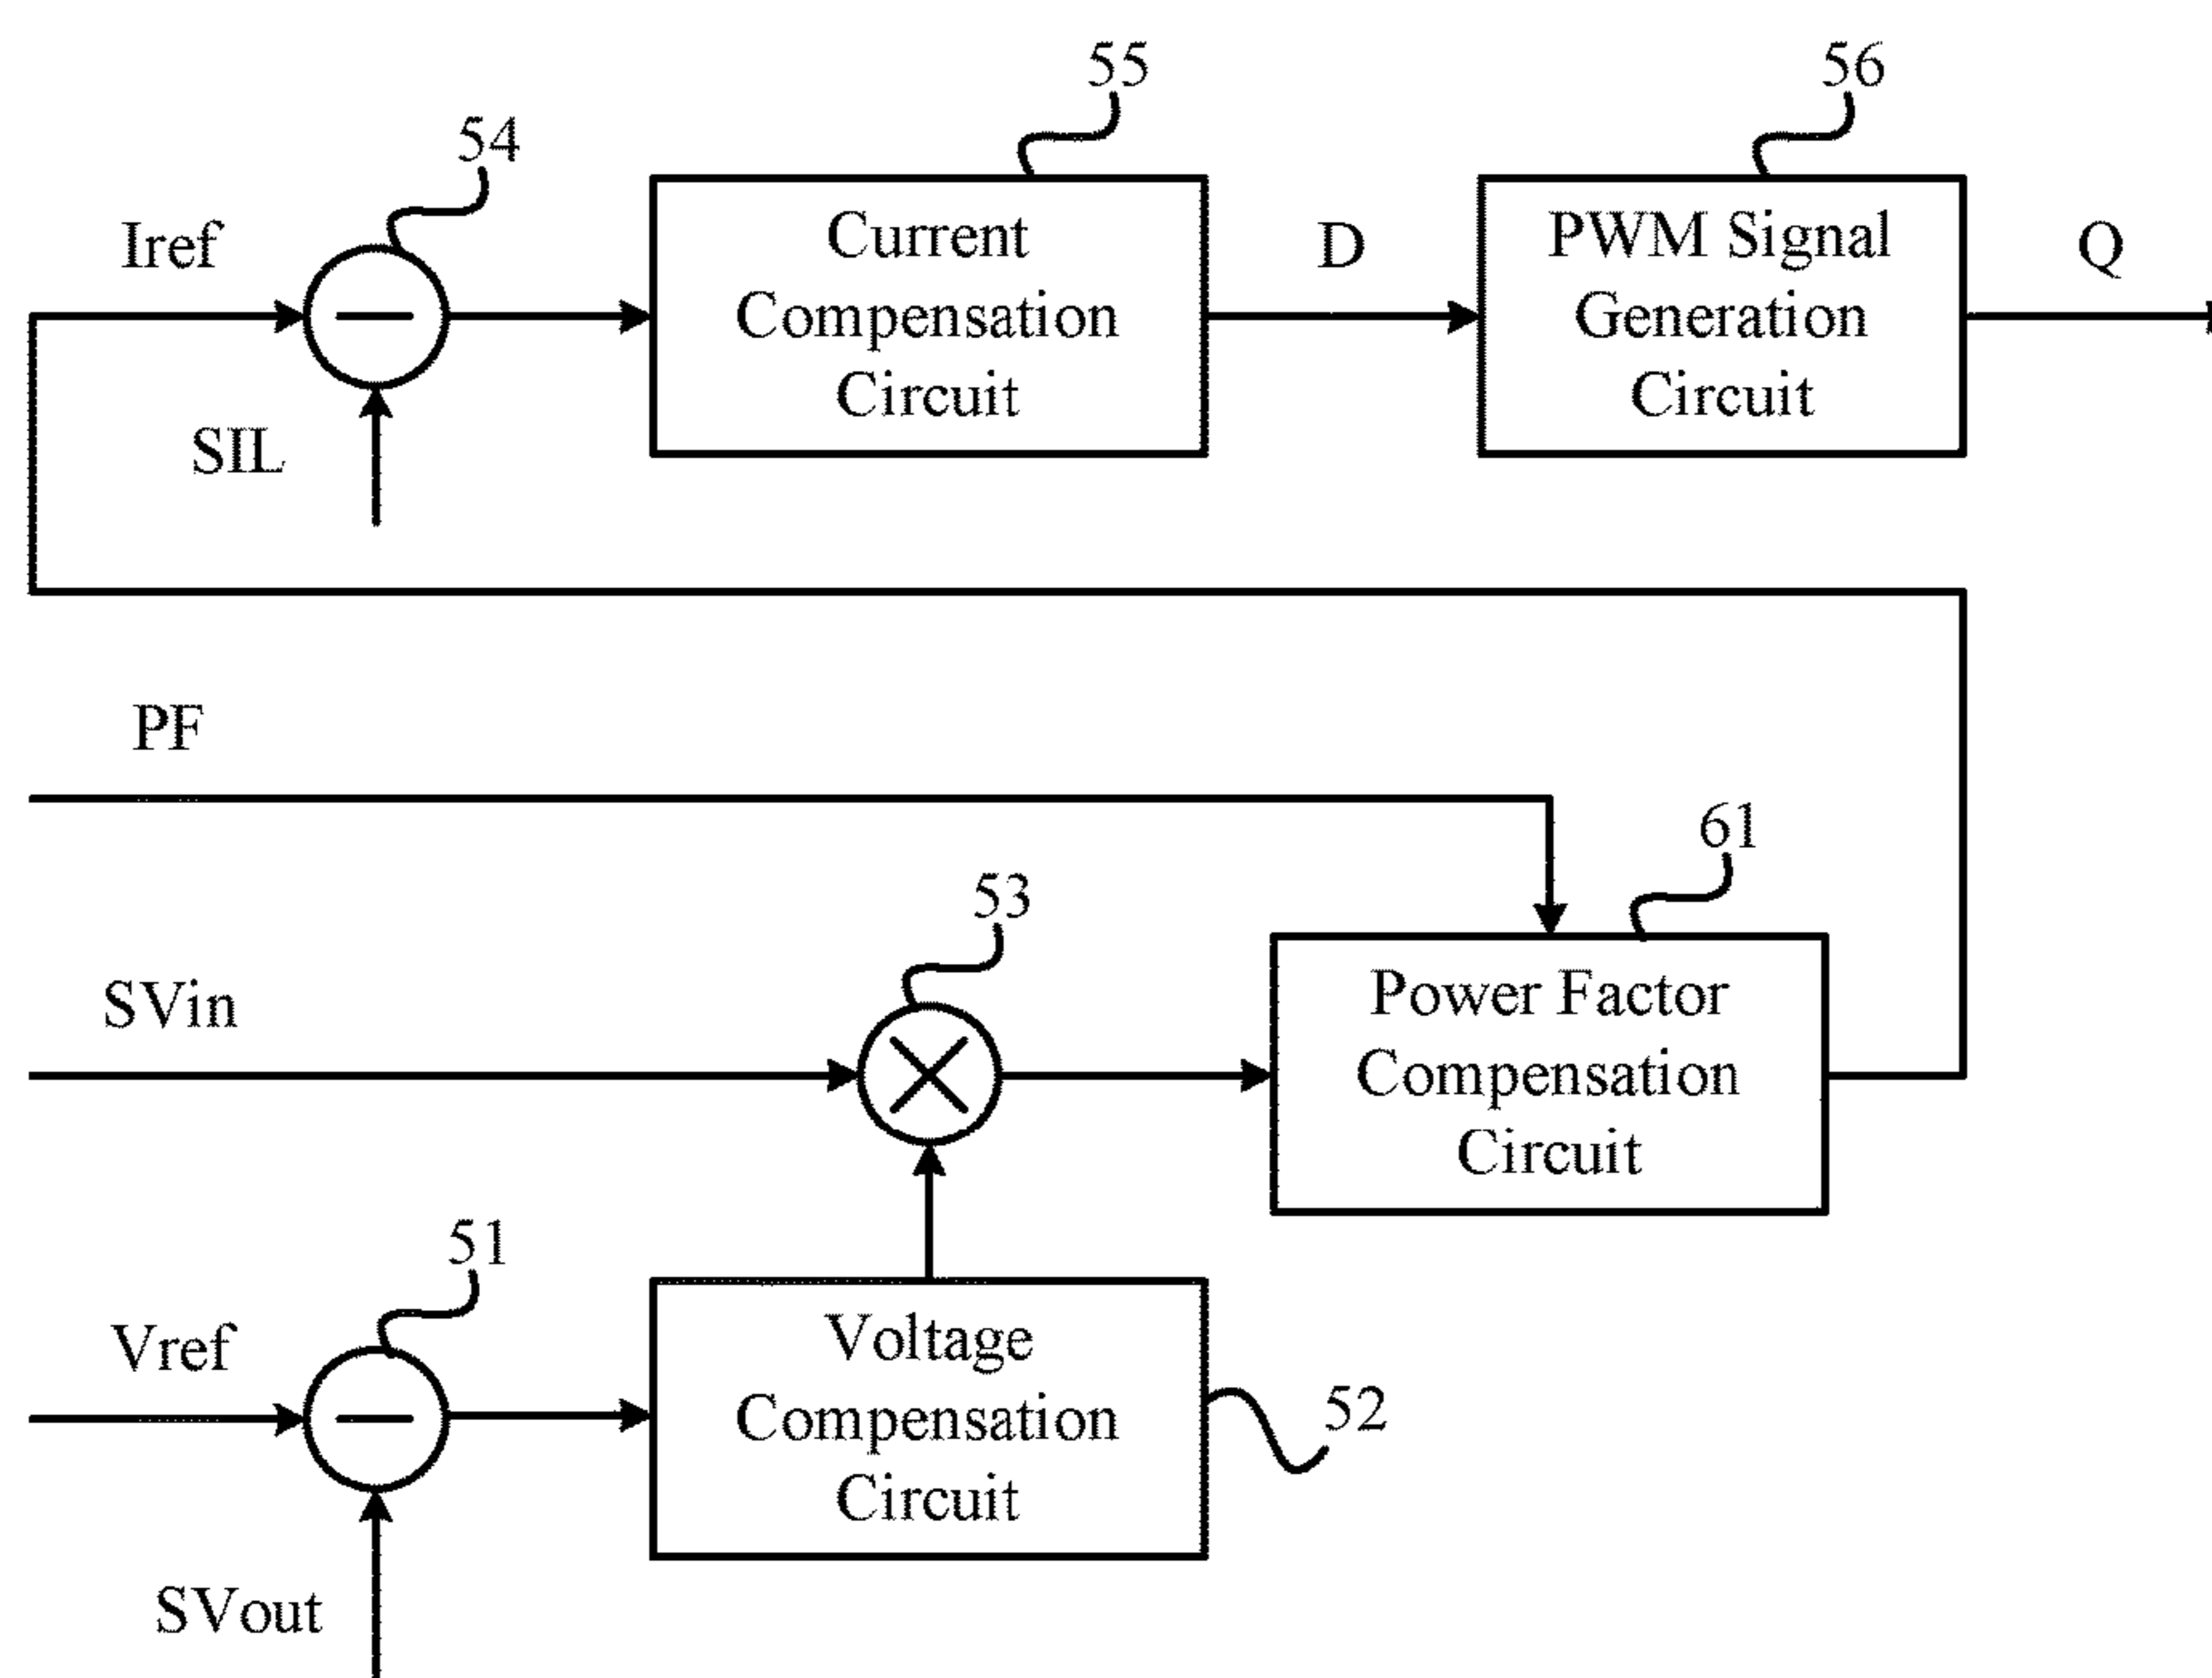 55
56
54
Iref
Current
Compensation
Circuit
D
PWM Signal
Generation
Circuit
Q
SIL
PF
61
53
SVin
Power Factor
Compensation
Circuit
51
Vref
Voltage
Compensation
Circuit
52
SVout